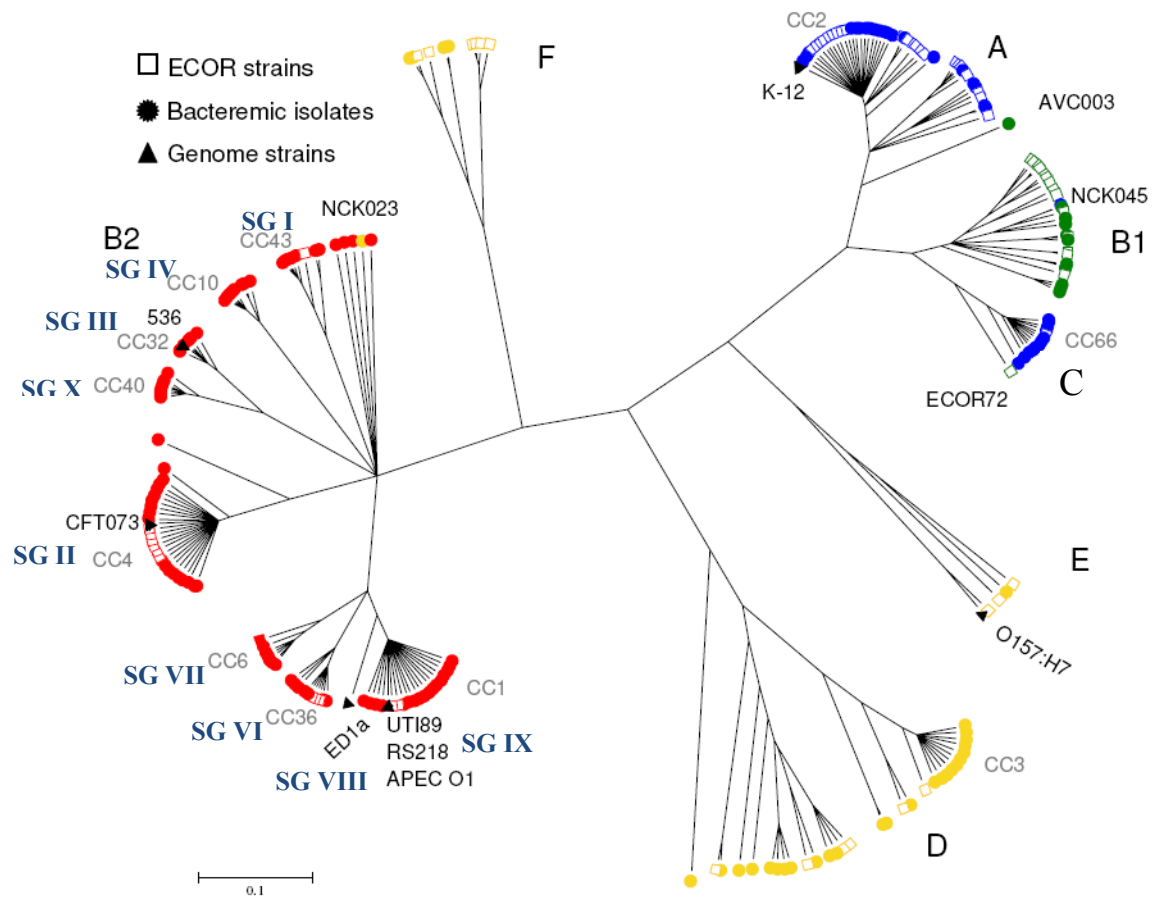 ECOR strains
Bacteremic isolates
Genome strains
F
CC2
A
K-12
AVC003
NCK045
B1
CC66
C
ECOR72
SG I
CC43
NCK023
B2
SG IV
CC10
SG III
536
CC32
SG X
CC40
CFT073
SG II
CC4
SG VII
CC6
SG VI
CC36
ED1a
SG VIII
CC1
UTI89
RS218
APEC O1
SG IX
E
O157:H7
CC3
D
0.1